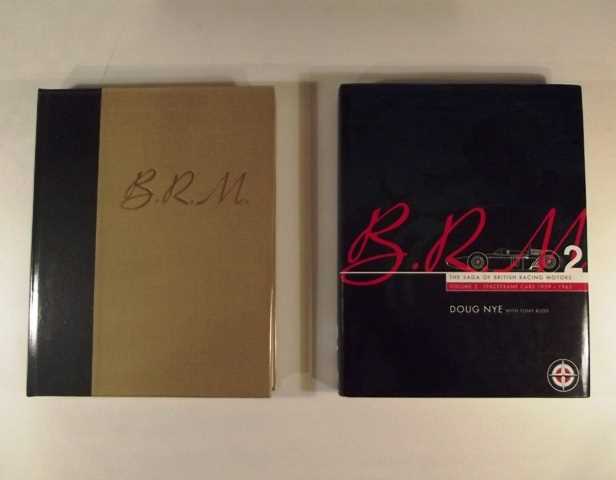 B.R.M.
B.R.M
2
THE SAGA OF BRITISH RACING MOTORS
VOLUME 2 SPACEFRAME CARS 1959 - 1965
DOUG NYE WITH TONY RUDD